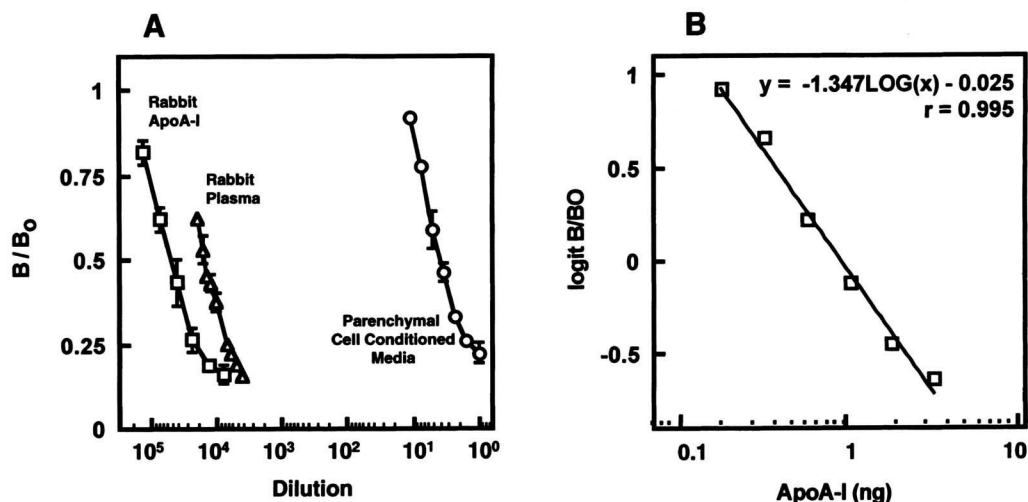 A
B/B₀
1
0.75
0.5
0.25
0
Rabbit
ApoA-I
Rabbit
Plasma
Parenchymal
Cell Conditioned
Media
10⁵ 10⁴ 10³ 10² 10¹ 10⁰
Dilution
B
logit B/BO
1
0.5
0
-0.5
y = -1.347LOG(x) - 0.025
r = 0.995
0.1 1 10
ApoA-I (ng)